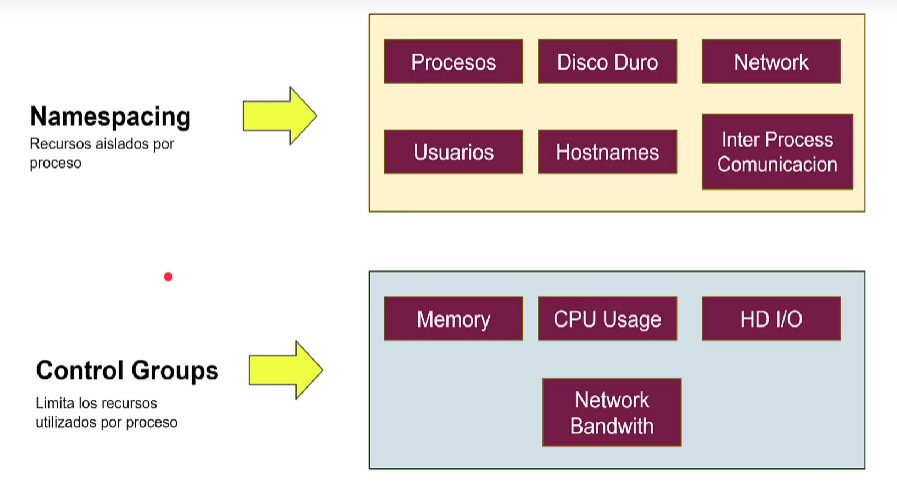 Procesos
Disco Duro
Network
Namespacing
Recursos aislados por
proceso
Usuarios
Hostnames
Inter Process
Comunicacion
Memory
CPU Usage
HD I/O
Control Groups
Limita los recursos
utilizados por proceso
Network
Bandwith